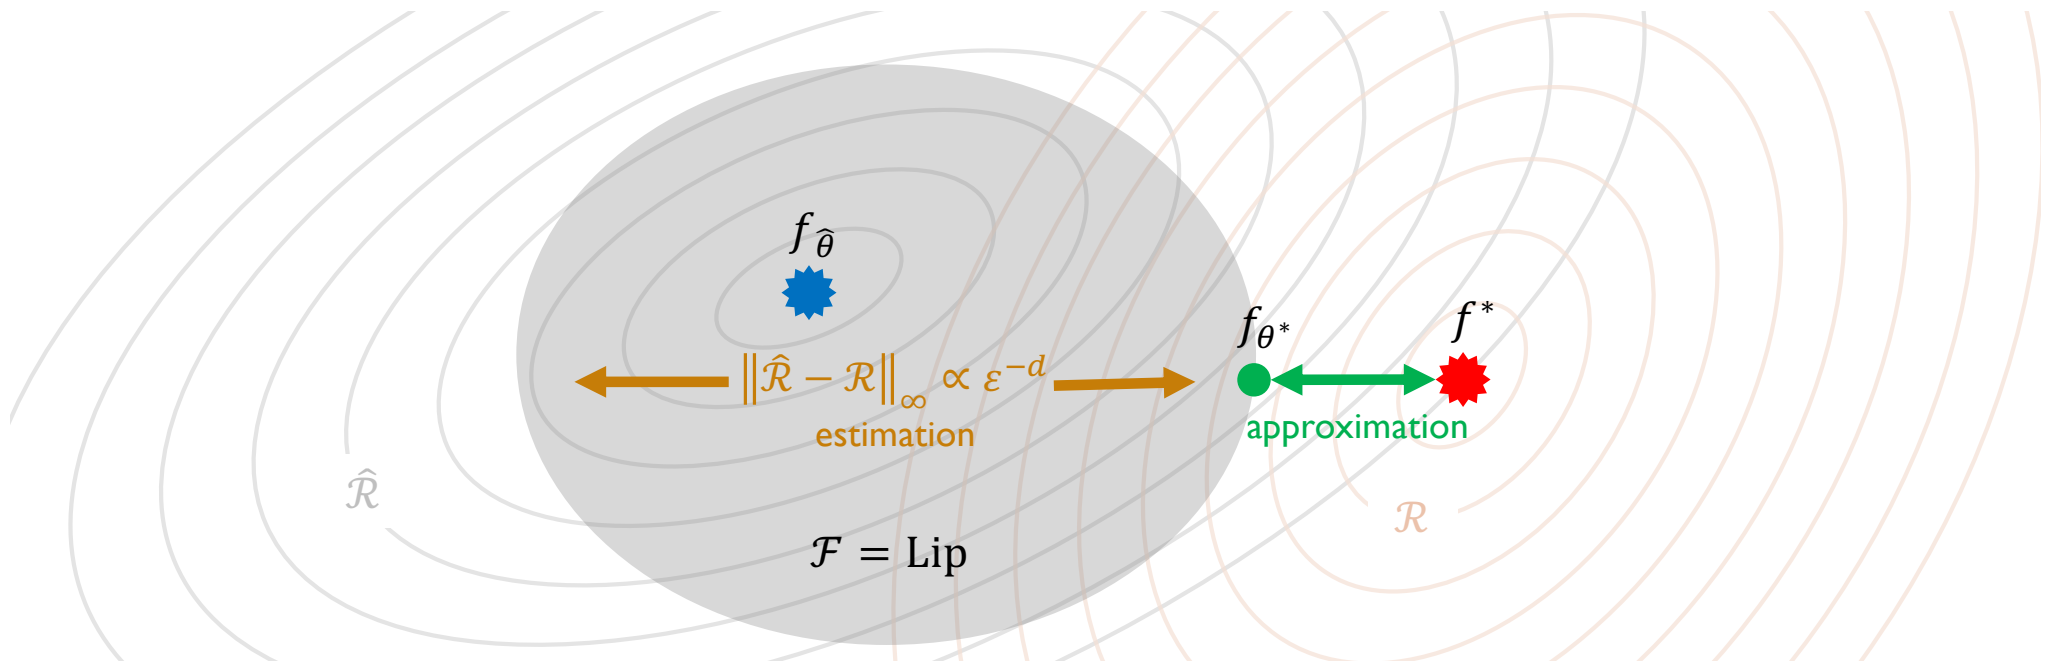 f_θ̂
f_θ* f*
‖ℛ̂ − ℛ‖_∞ ∝ ε^{−d}
estimation
approximation
ℛ̂
ℛ
ℱ = Lip